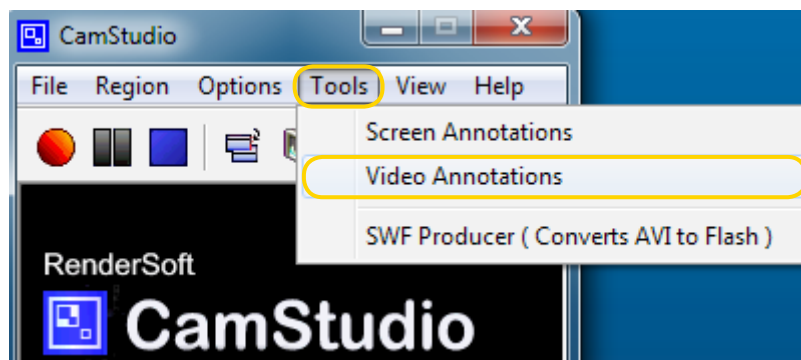 CamStudio
File Region Options Tools View Help
Screen Annotations
Video Annotations
SWF Producer ( Converts AVI to Flash )
RenderSoft
CamStudio